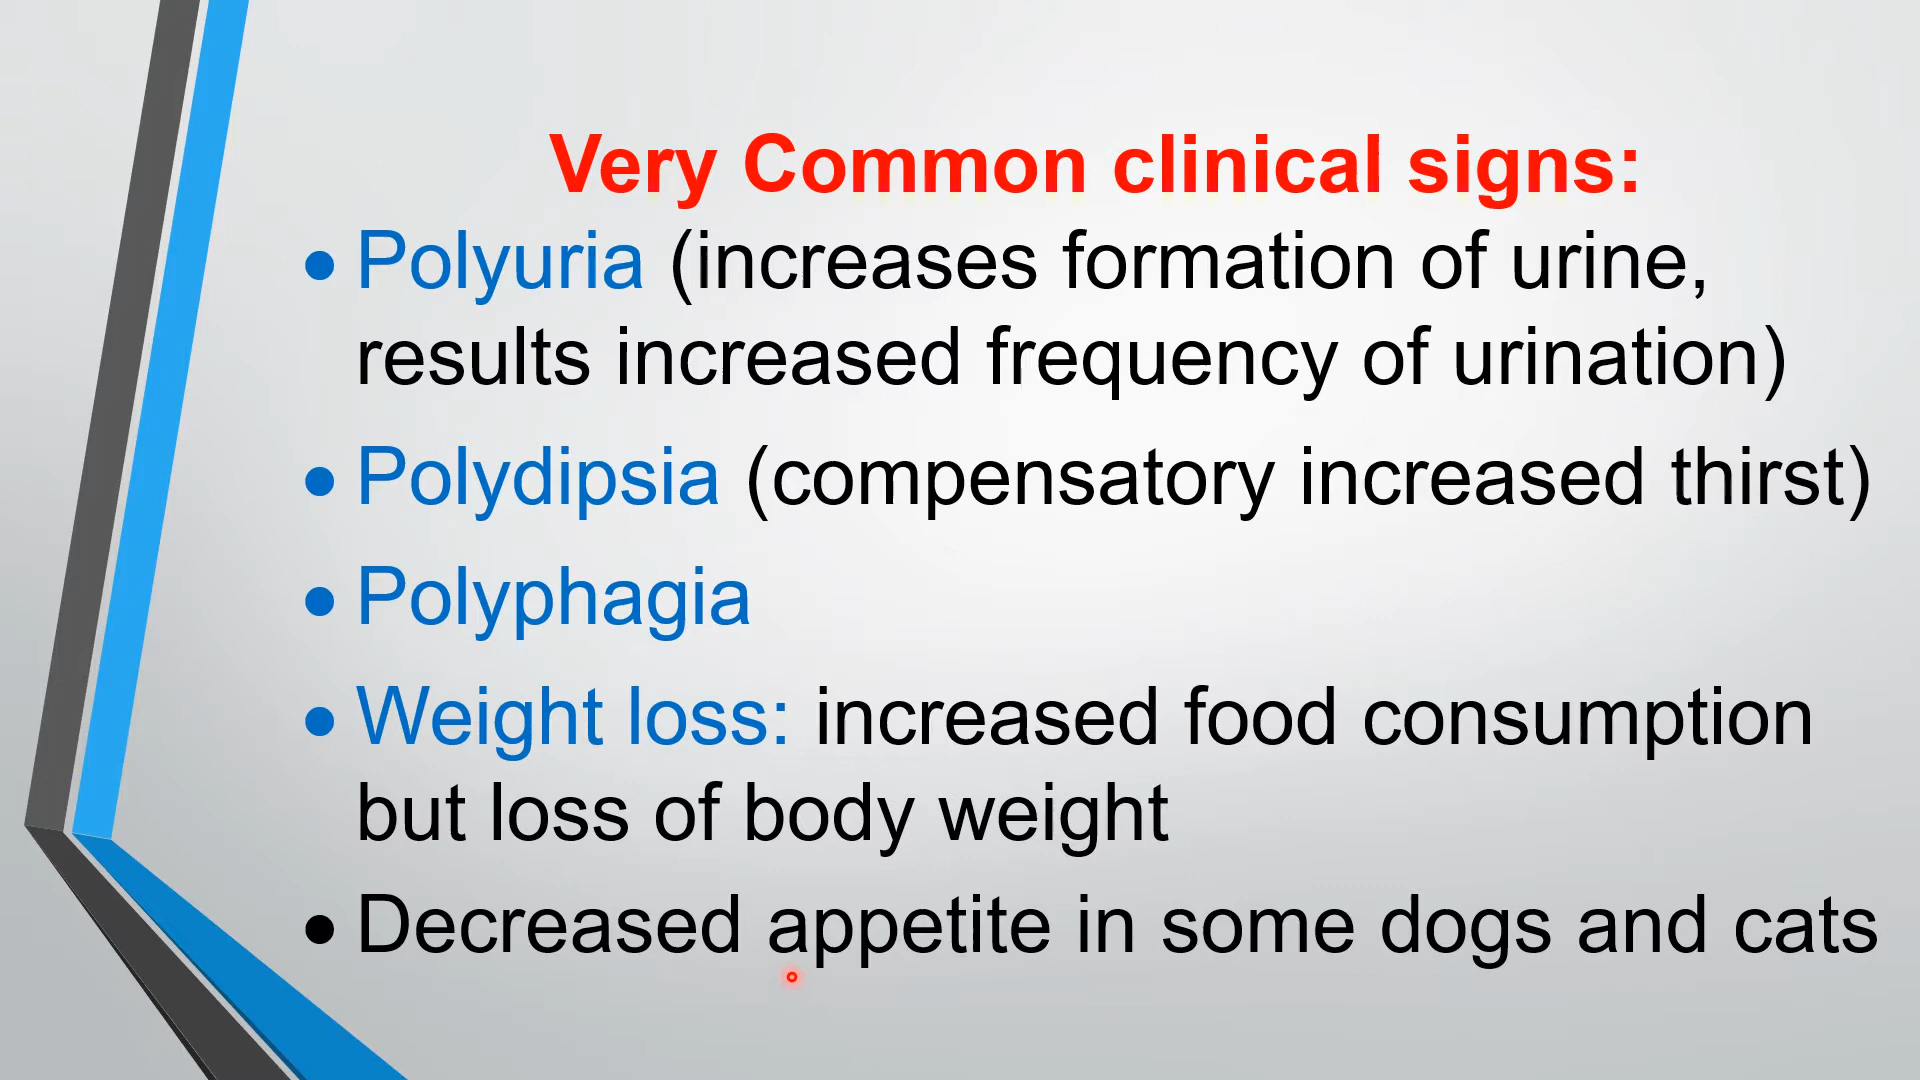 Very Common clinical signs:
• Polyuria (increases formation of urine,
results increased frequency of urination)
• Polydipsia (compensatory increased thirst)
• Polyphagia
• Weight loss: increased food consumption
but loss of body weight
• Decreased appetite in some dogs and cats